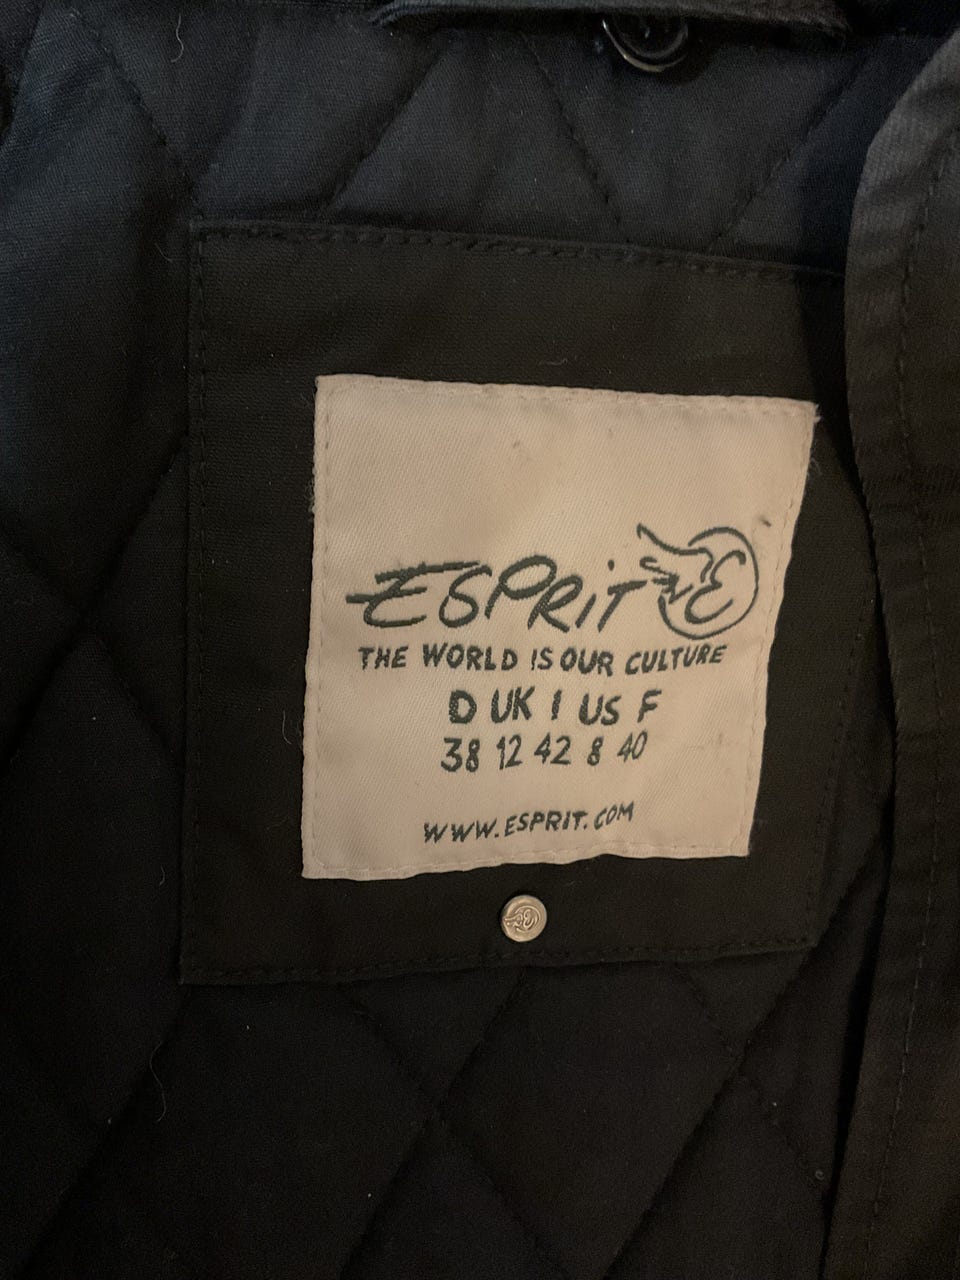 ESPRIT E
THE WORLD IS OUR CULTURE
D UK I US F
38 12 42 8 40
WWW.ESPRIT.COM
E